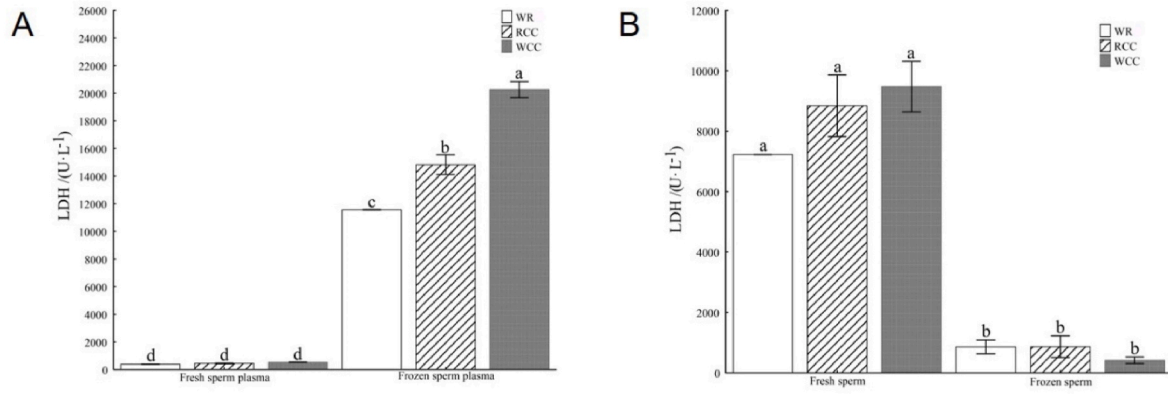 A
LDH /(U· L⁻¹)
26000
24000
22000
20000
18000
16000
14000
12000
10000
8000
6000
4000
2000
0
WR
RCC
WCC
d
d
d
c
b
a
Fresh sperm plasma
Frozen sperm plasma
B
LDH /(U· L⁻¹)
12000
10000
8000
6000
4000
2000
0
WR
RCC
WCC
a
a
a
b
b
b
Fresh sperm
Frozen sperm